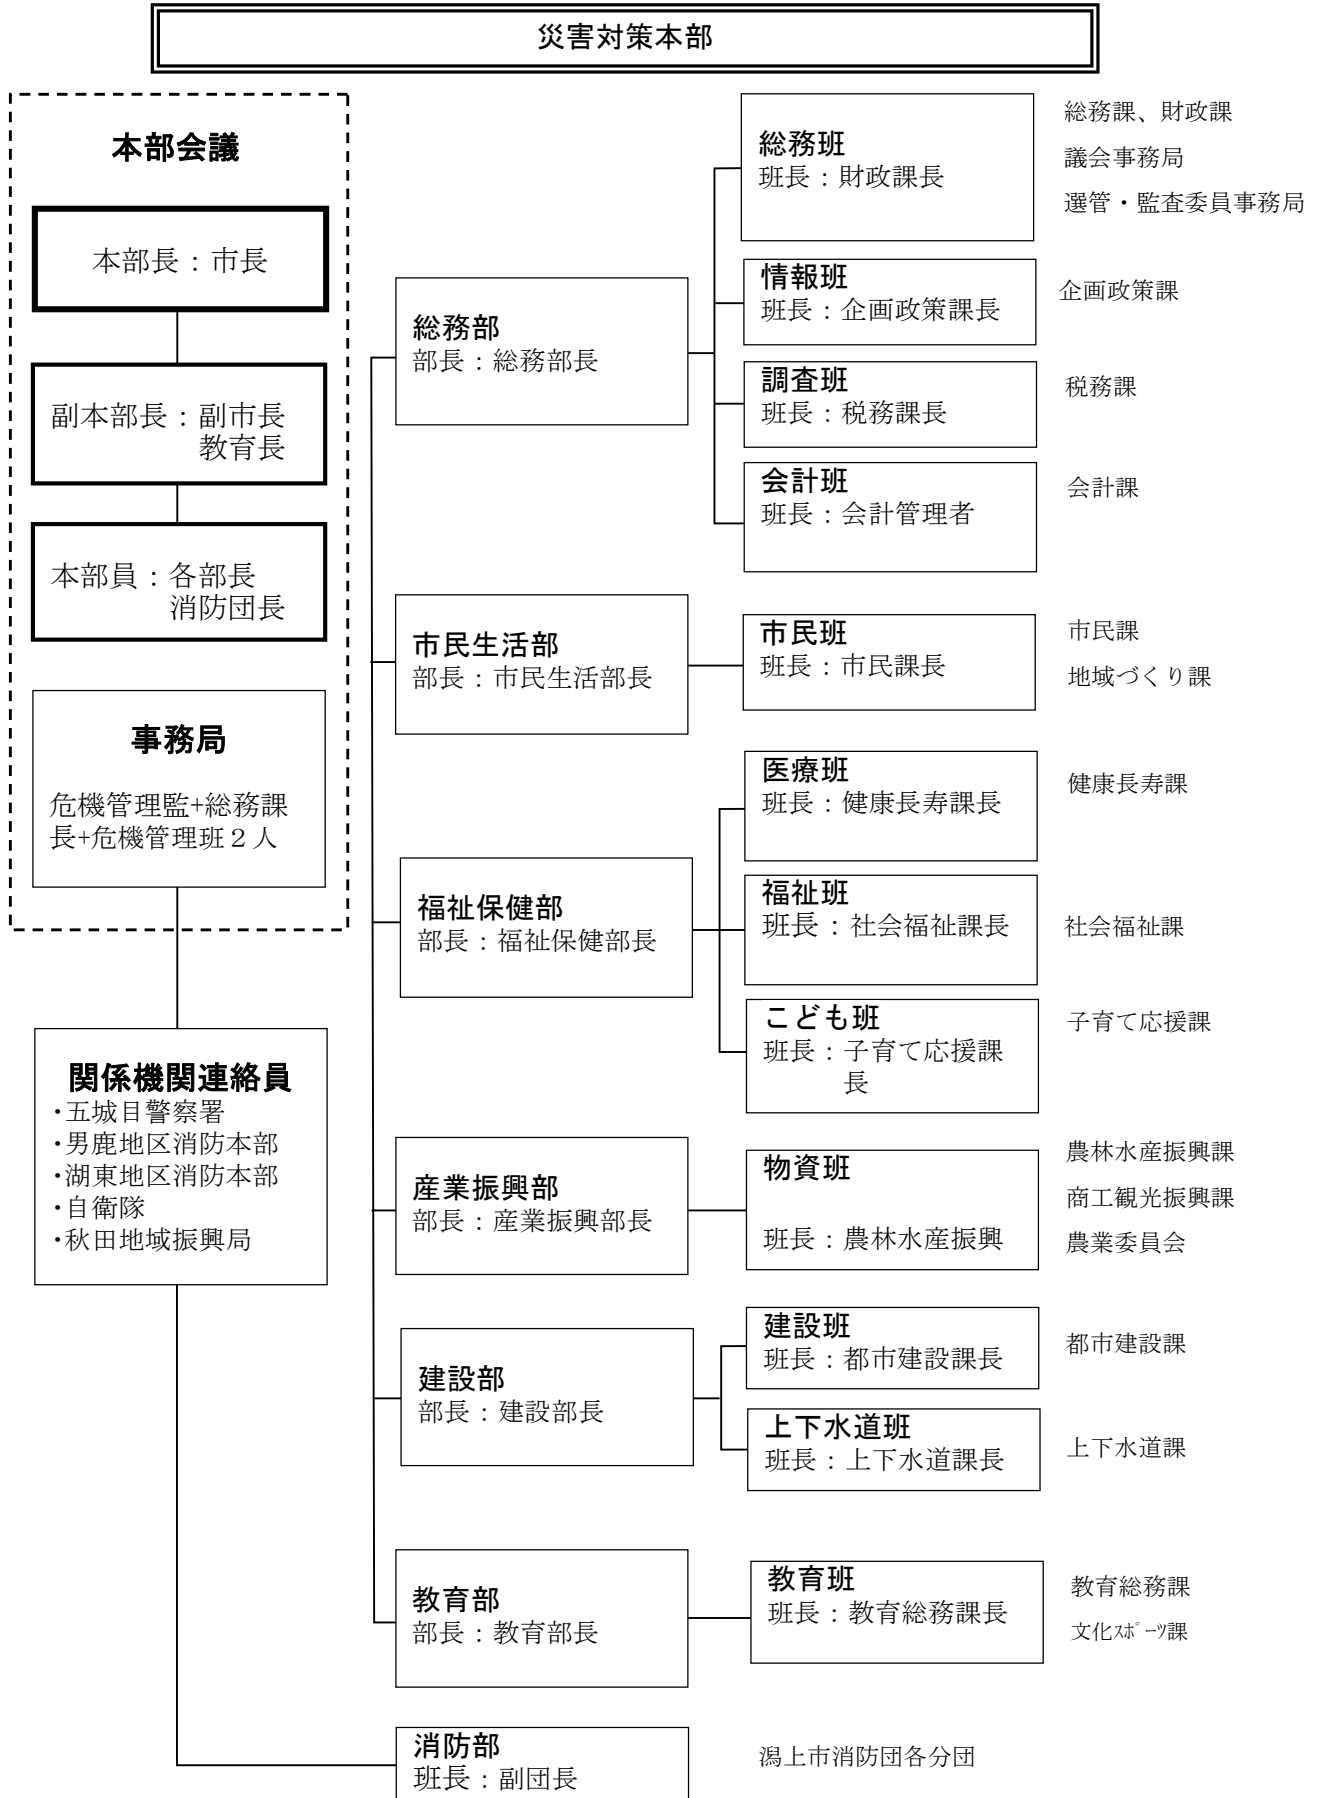 災害対策本部
本部会議
本部長：市長
副本部長：副市長
教育長
本部員：各部長
消防団長
事務局
危機管理監+総務課
長+危機管理班２人
関係機関連絡員
・五城目警察署
・男鹿地区消防本部
・湖東地区消防本部
・自衛隊
・秋田地域振興局
総務部
部長：総務部長
総務班
班長：財政課長
総務課、財政課
議会事務局
選管・監査委員事務局
情報班
班長：企画政策課長
企画政策課
調査班
班長：税務課長
税務課
会計班
班長：会計管理者
会計課
市民生活部
部長：市民生活部長
市民班
班長：市民課長
市民課
地域づくり課
福祉保健部
部長：福祉保健部長
医療班
班長：健康長寿課長
健康長寿課
福祉班
班長：社会福祉課長
社会福祉課
こども班
班長：子育て応援課
長
子育て応援課
産業振興部
部長：産業振興部長
物資班
班長：農林水産振興
農林水産振興課
商工観光振興課
農業委員会
建設部
部長：建設部長
建設班
班長：都市建設課長
都市建設課
上下水道班
班長：上下水道課長
上下水道課
教育部
部長：教育部長
教育班
班長：教育総務課長
教育総務課
文化ｽﾎﾟｰﾂ課
消防部
班長：副団長
潟上市消防団各分団